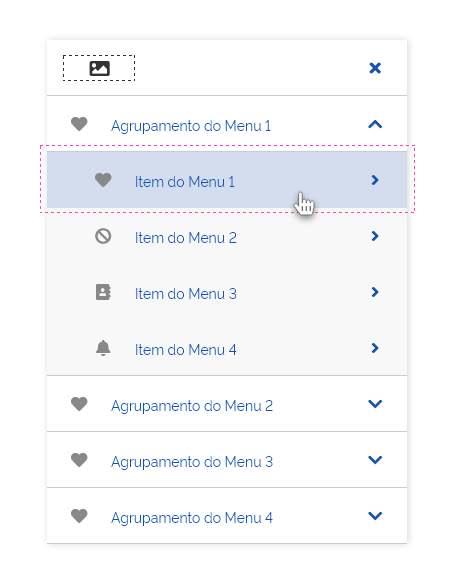 Agrupamento do Menu 1
Item do Menu 1
Item do Menu 2
Item do Menu 3
Item do Menu 4
Agrupamento do Menu 2
Agrupamento do Menu 3
Agrupamento do Menu 4